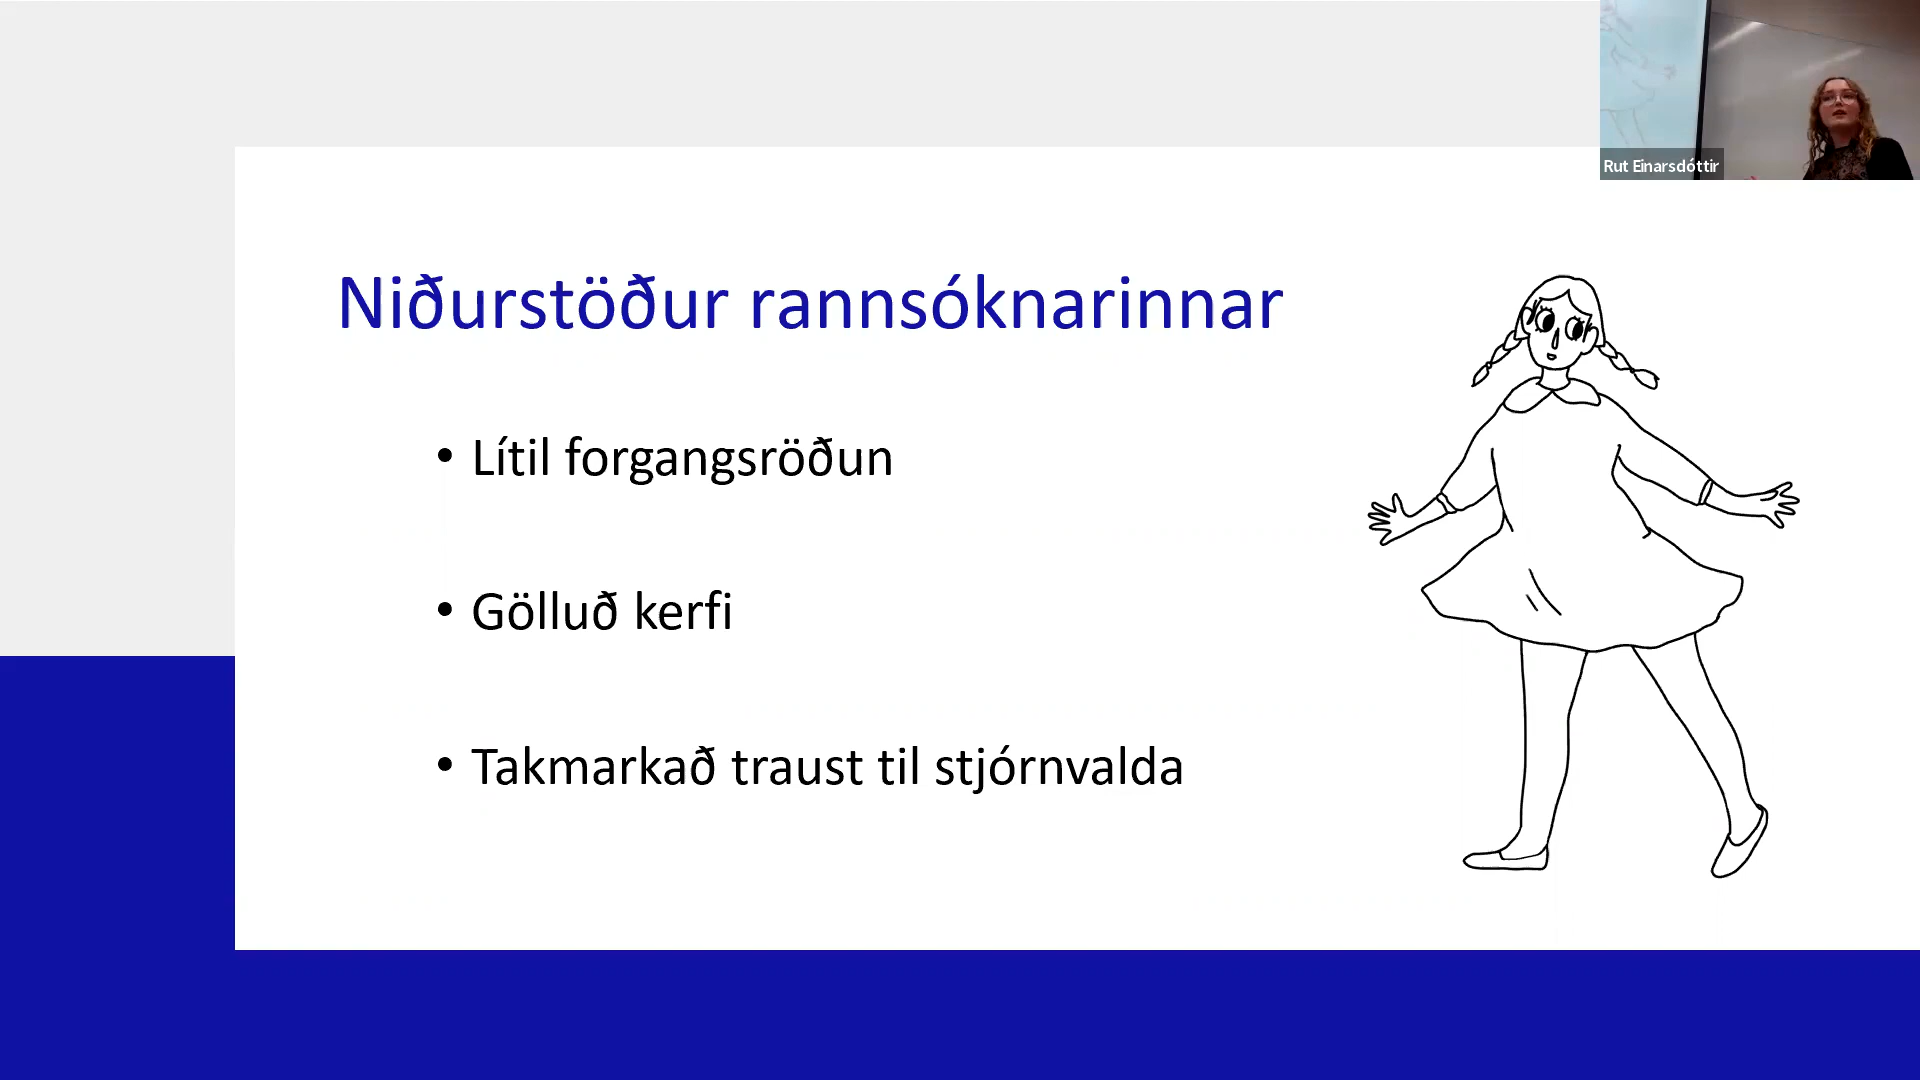 Rut Einarsdóttir
Niðurstöður rannsóknarinnar
• Lítil forgangsröðun
• Gölluð kerfi
• Takmarkað traust til stjórnvalda